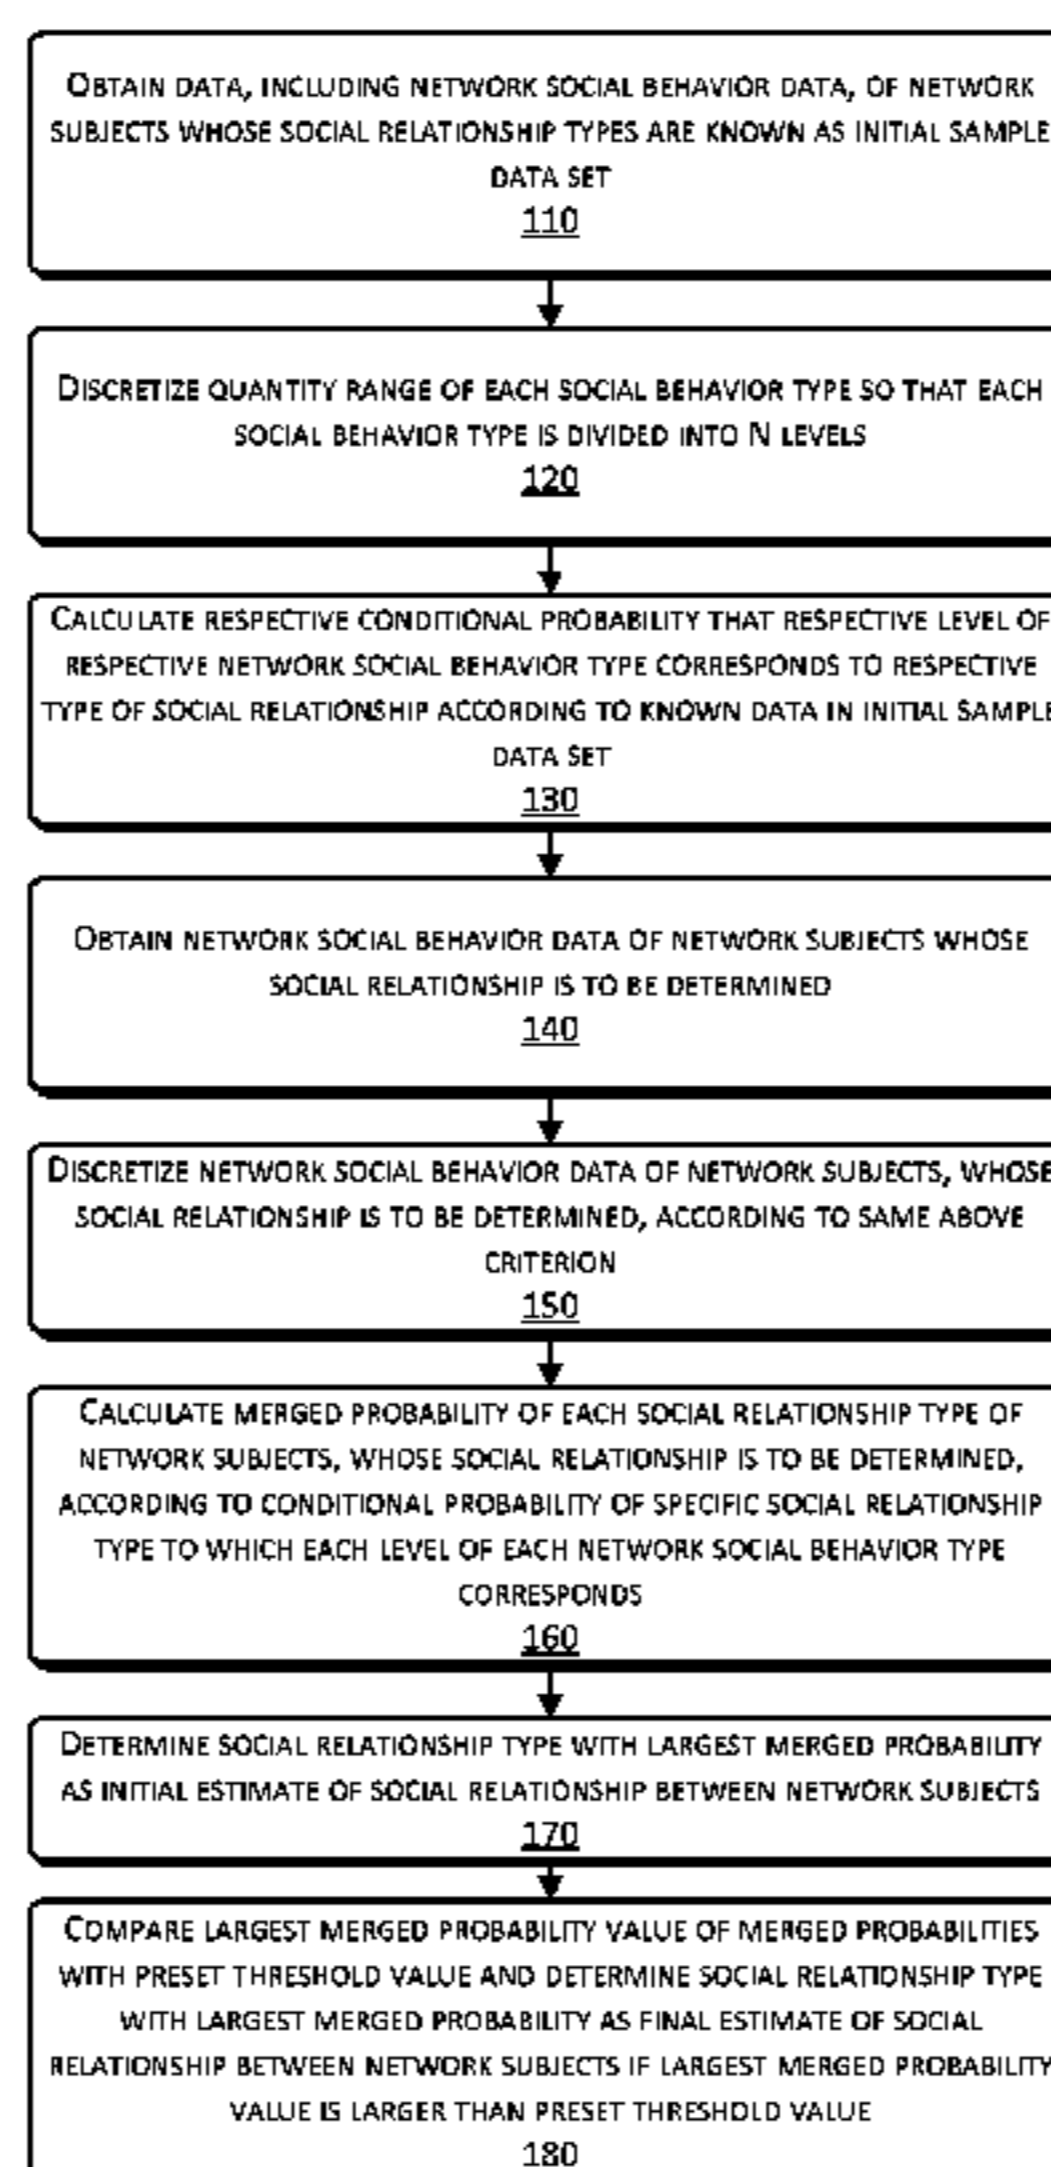 OBTAIN DATA, INCLUDING NETWORK SOCIAL BEHAVIOR DATA, OF NETWORK
SUBJECTS WHOSE SOCIAL RELATIONSHIP TYPES ARE KNOWN AS INITIAL SAMPLE
DATA SET
110
DISCRETIZE QUANTITY RANGE OF EACH SOCIAL BEHAVIOR TYPE SO THAT EACH
SOCIAL BEHAVIOR TYPE IS DIVIDED INTO N LEVELS
120
CALCULATE RESPECTIVE CONDITIONAL PROBABILITY THAT RESPECTIVE LEVEL OF
RESPECTIVE NETWORK SOCIAL BEHAVIOR TYPE CORRESPONDS TO RESPECTIVE
TYPE OF SOCIAL RELATIONSHIP ACCORDING TO KNOWN DATA IN INITIAL SAMPLE
DATA SET
130
OBTAIN NETWORK SOCIAL BEHAVIOR DATA OF NETWORK SUBJECTS WHOSE
SOCIAL RELATIONSHIP IS TO BE DETERMINED
140
DISCRETIZE NETWORK SOCIAL BEHAVIOR DATA OF NETWORK SUBJECTS, WHOSE
SOCIAL RELATIONSHIP IS TO BE DETERMINED, ACCORDING TO SAME ABOVE
CRITERION
150
CALCULATE MERGED PROBABILITY OF EACH SOCIAL RELATIONSHIP TYPE OF
NETWORK SUBJECTS, WHOSE SOCIAL RELATIONSHIP IS TO BE DETERMINED,
ACCORDING TO CONDITIONAL PROBABILITY OF SPECIFIC SOCIAL RELATIONSHIP
TYPE TO WHICH EACH LEVEL OF EACH NETWORK SOCIAL BEHAVIOR TYPE
CORRESPONDS
160
DETERMINE SOCIAL RELATIONSHIP TYPE WITH LARGEST MERGED PROBABILITY
AS INITIAL ESTIMATE OF SOCIAL RELATIONSHIP BETWEEN NETWORK SUBJECTS
170
COMPARE LARGEST MERGED PROBABILITY VALUE OF MERGED PROBABILITIES
WITH PRESET THRESHOLD VALUE AND DETERMINE SOCIAL RELATIONSHIP TYPE
WITH LARGEST MERGED PROBABILITY AS FINAL ESTIMATE OF SOCIAL
RELATIONSHIP BETWEEN NETWORK SUBJECTS IF LARGEST MERGED PROBABILITY
VALUE IS LARGER THAN PRESET THRESHOLD VALUE
180